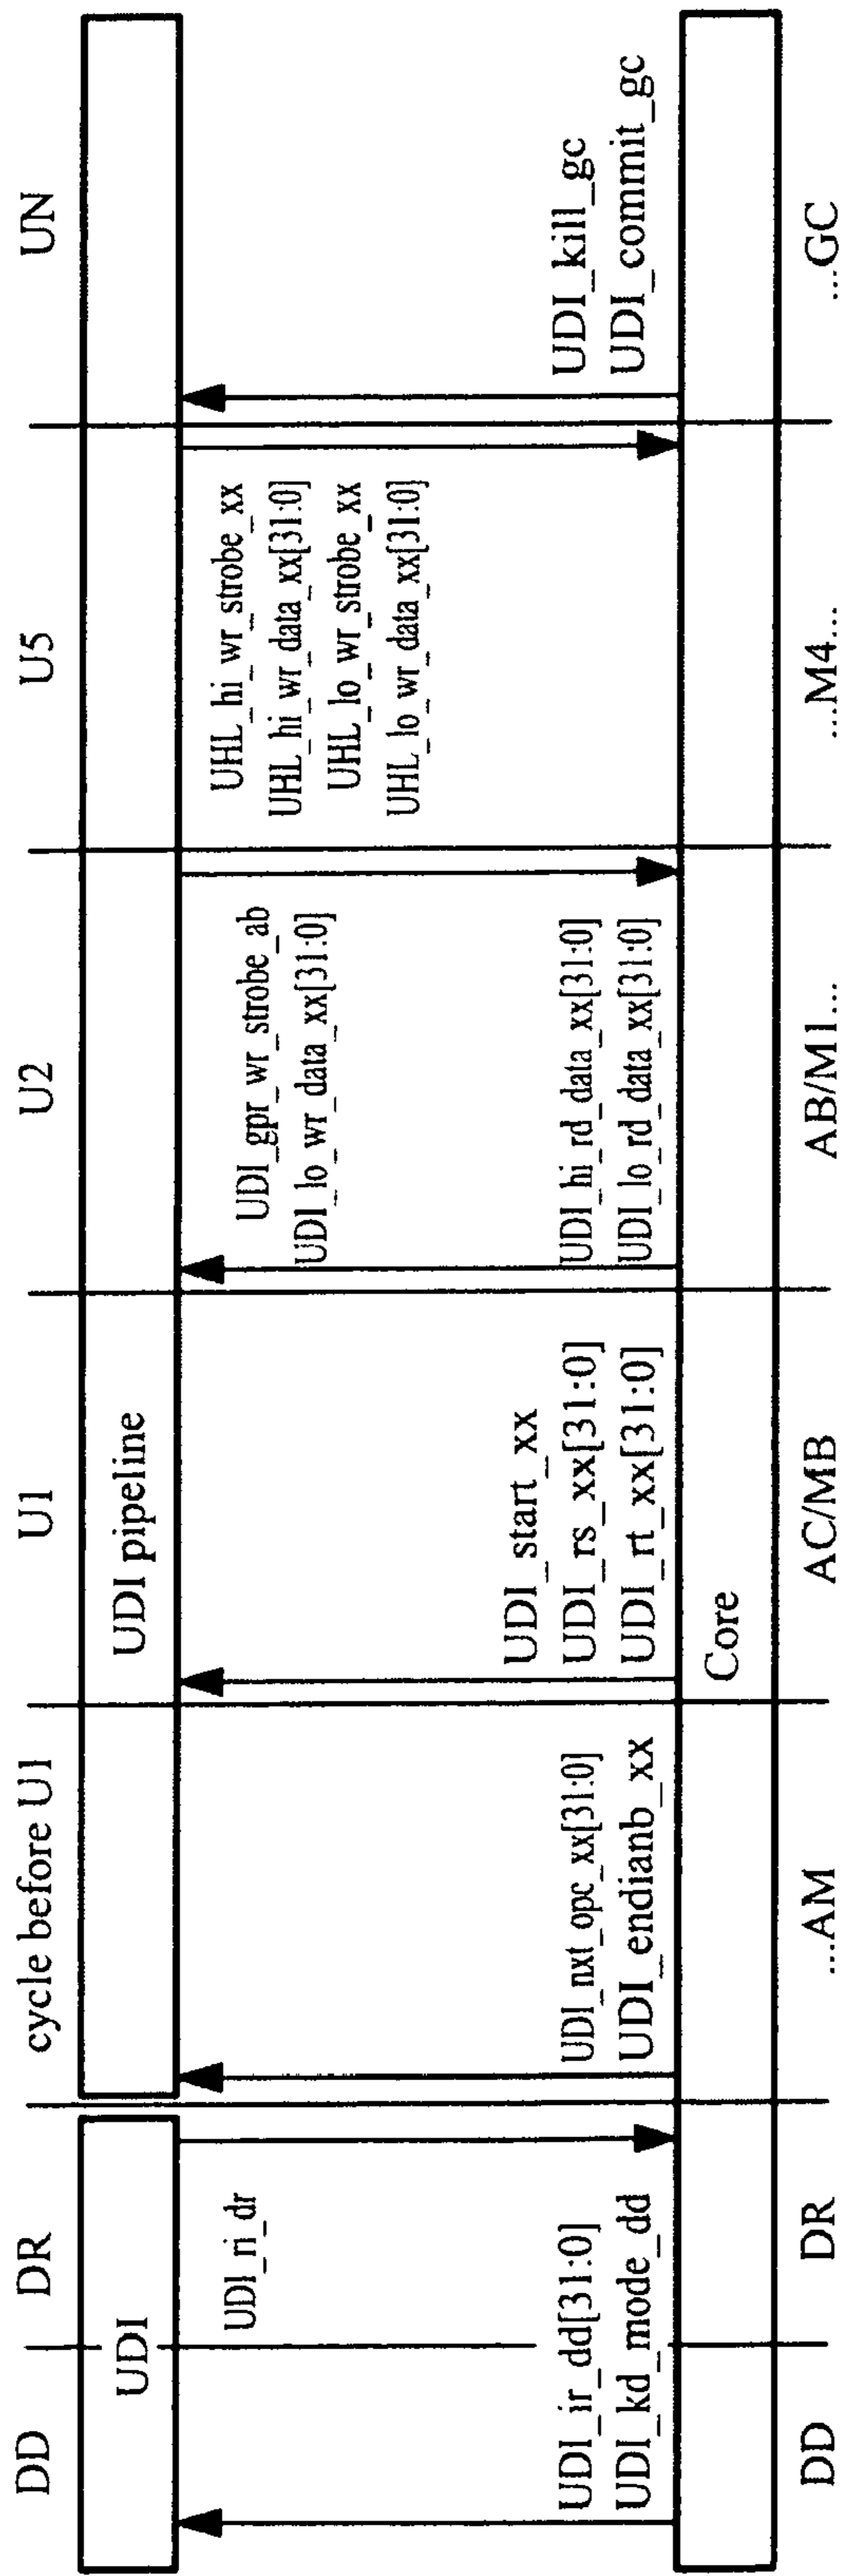 DD
DR
cycle before U1
U1
U2
U5
UN
UDI
UDI pipeline
UDI_ri_dr
UDI_gpr_wr_strobe_ab
UDI_lo_wr_data_xx[31:0]
UHL_hi_wr_strobe_xx
UHL_hi_wr_data_xx[31:0]
UHL_lo_wr_strobe_xx
UHL_lo_wr_data_xx[31:0]
UDI_ir_dd[31:0]
UDI_kd_mode_dd
UDI_nxt_opc_xx[31:0]
UDI_endianb_xx
UDI_start_xx
UDI_rs_xx[31:0]
UDI_rt_xx[31:0]
UDI_hi_rd_data_xx[31:0]
UDI_lo_rd_data_xx[31:0]
UDI_kill_gc
UDI_commit_gc
Core
DD
DR
...AM
AC/MB
AB/M1...
...M4...
...GC